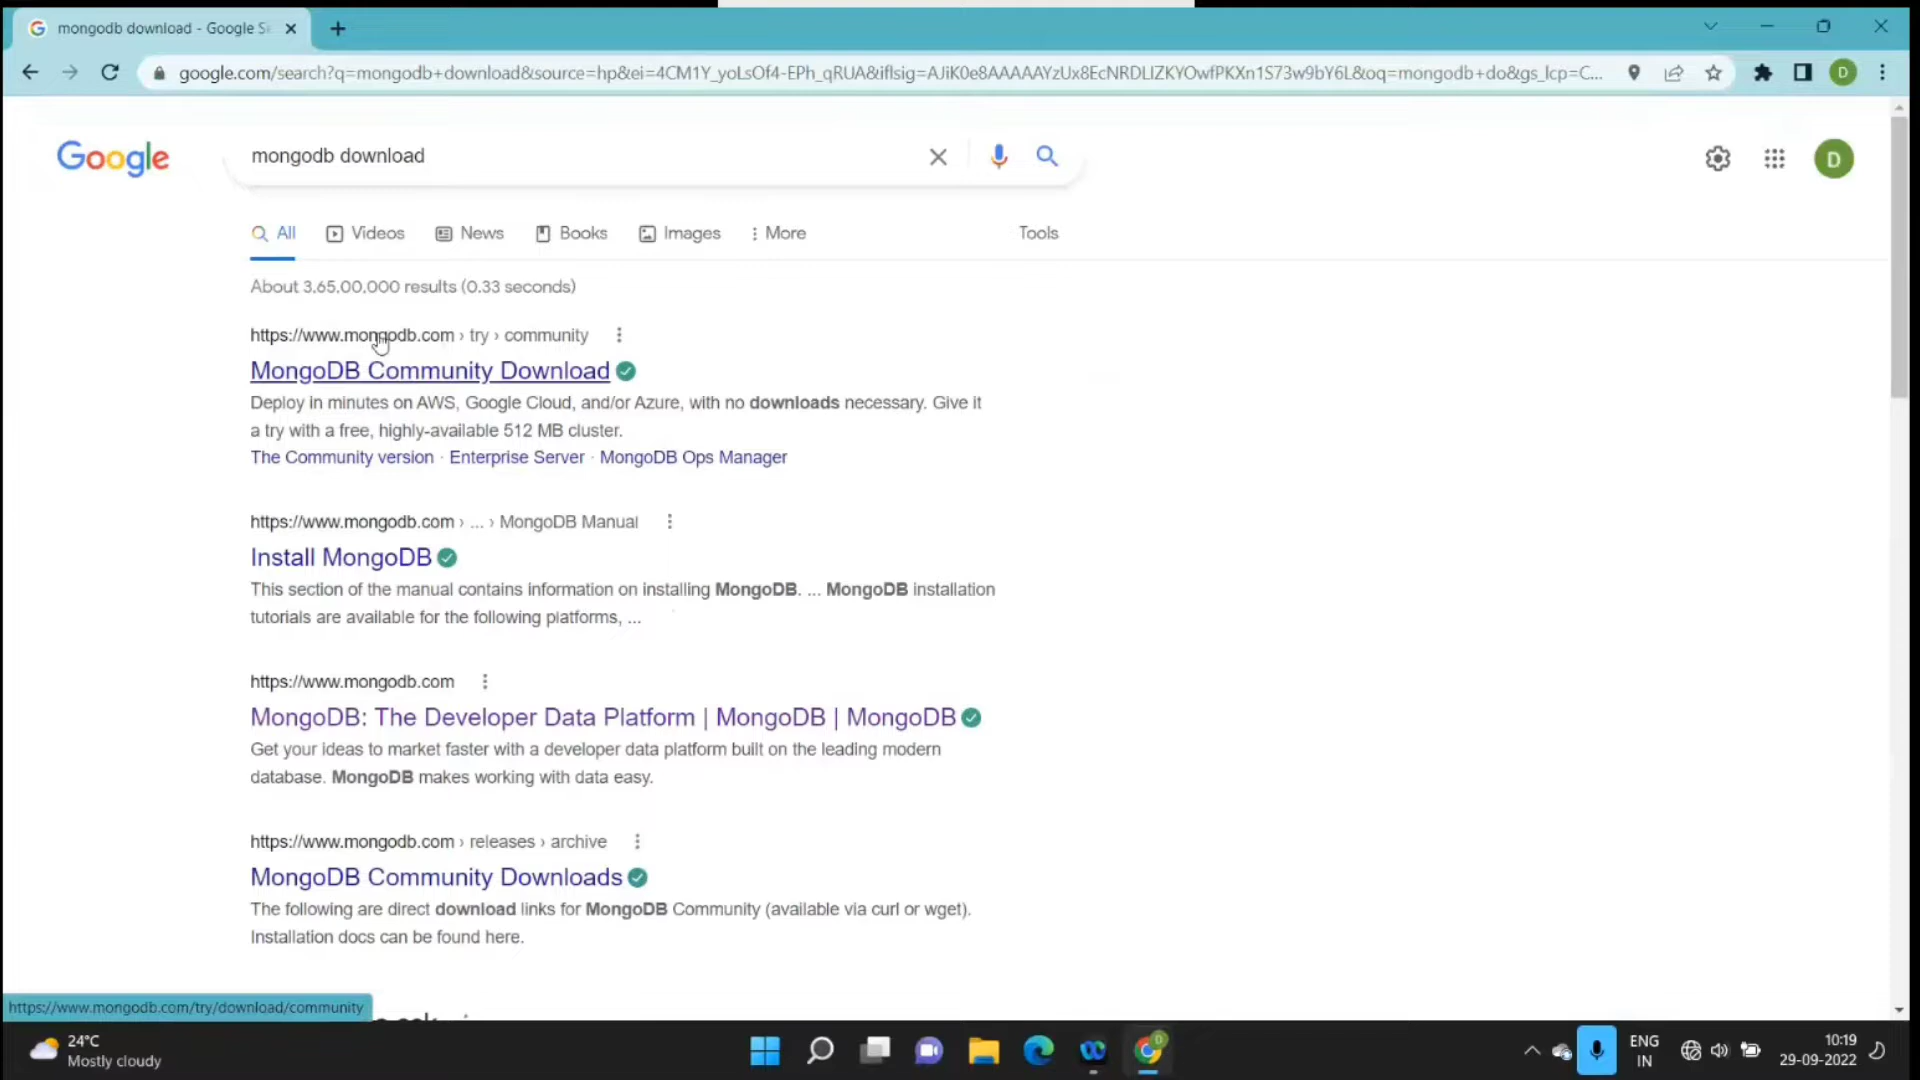 mongodb download - Google Se
google.com/search?q=mongodb+download&source=hp&ei=4CM1Y_yoLsOf4-EPh_qRUA&iflsig=AJiK0e8AAAAAYzUx8EcNRDLIZKYOwfPKXn1S73w9bY6L&oq=mongodb+do&gs_lcp=C...
D
Google
mongodb download
D
All
Videos
News
Books
Images
More
Tools
About 3,65,00,000 results (0.33 seconds)
https://www.mongodb.com › try › community
MongoDB Community Download
Deploy in minutes on AWS, Google Cloud, and/or Azure, with no downloads necessary. Give it
a try with a free, highly-available 512 MB cluster.
The Community version · Enterprise Server · MongoDB Ops Manager
https://www.mongodb.com › ... › MongoDB Manual
Install MongoDB
This section of the manual contains information on installing MongoDB. ... MongoDB installation
tutorials are available for the following platforms, ...
https://www.mongodb.com
MongoDB: The Developer Data Platform | MongoDB | MongoDB
Get your ideas to market faster with a developer data platform built on the leading modern
database. MongoDB makes working with data easy.
https://www.mongodb.com › releases › archive
MongoDB Community Downloads
The following are direct download links for MongoDB Community (available via curl or wget).
Installation docs can be found here.
https://www.mongodb.com/try/download/community
24°C
Mostly cloudy
D
ENG
IN
10:19
29-09-2022